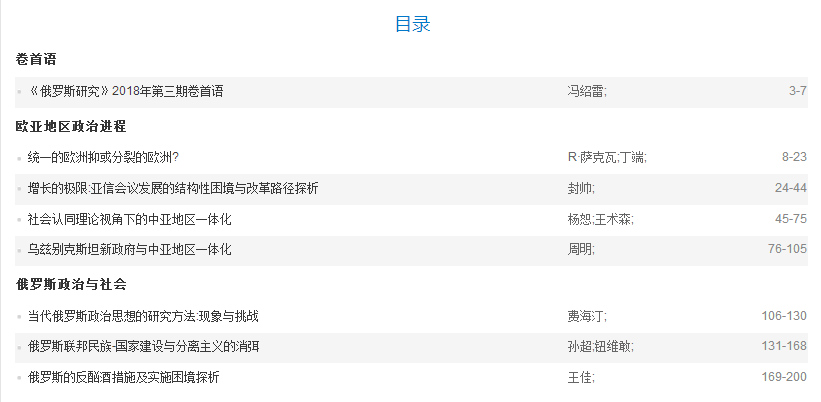 目录
卷首语
《俄罗斯研究》2018年第三期卷首语 冯绍雷; 3-7
欧亚地区政治进程
统一的欧洲抑或分裂的欧洲? R·萨克瓦;丁端; 8-23
增长的极限:亚信会议发展的结构性困境与改革路径探析 封帅; 24-44
社会认同理论视角下的中亚地区一体化 杨恕;王术森; 45-75
乌兹别克斯坦新政府与中亚地区一体化 周明; 76-105
俄罗斯政治与社会
当代俄罗斯政治思想的研究方法:现象与挑战 费海汀; 106-130
俄罗斯联邦民族-国家建设与分离主义的消弭 孙超;钮维敢; 131-168
俄罗斯的反酗酒措施及实施困境探析 王佳; 169-200